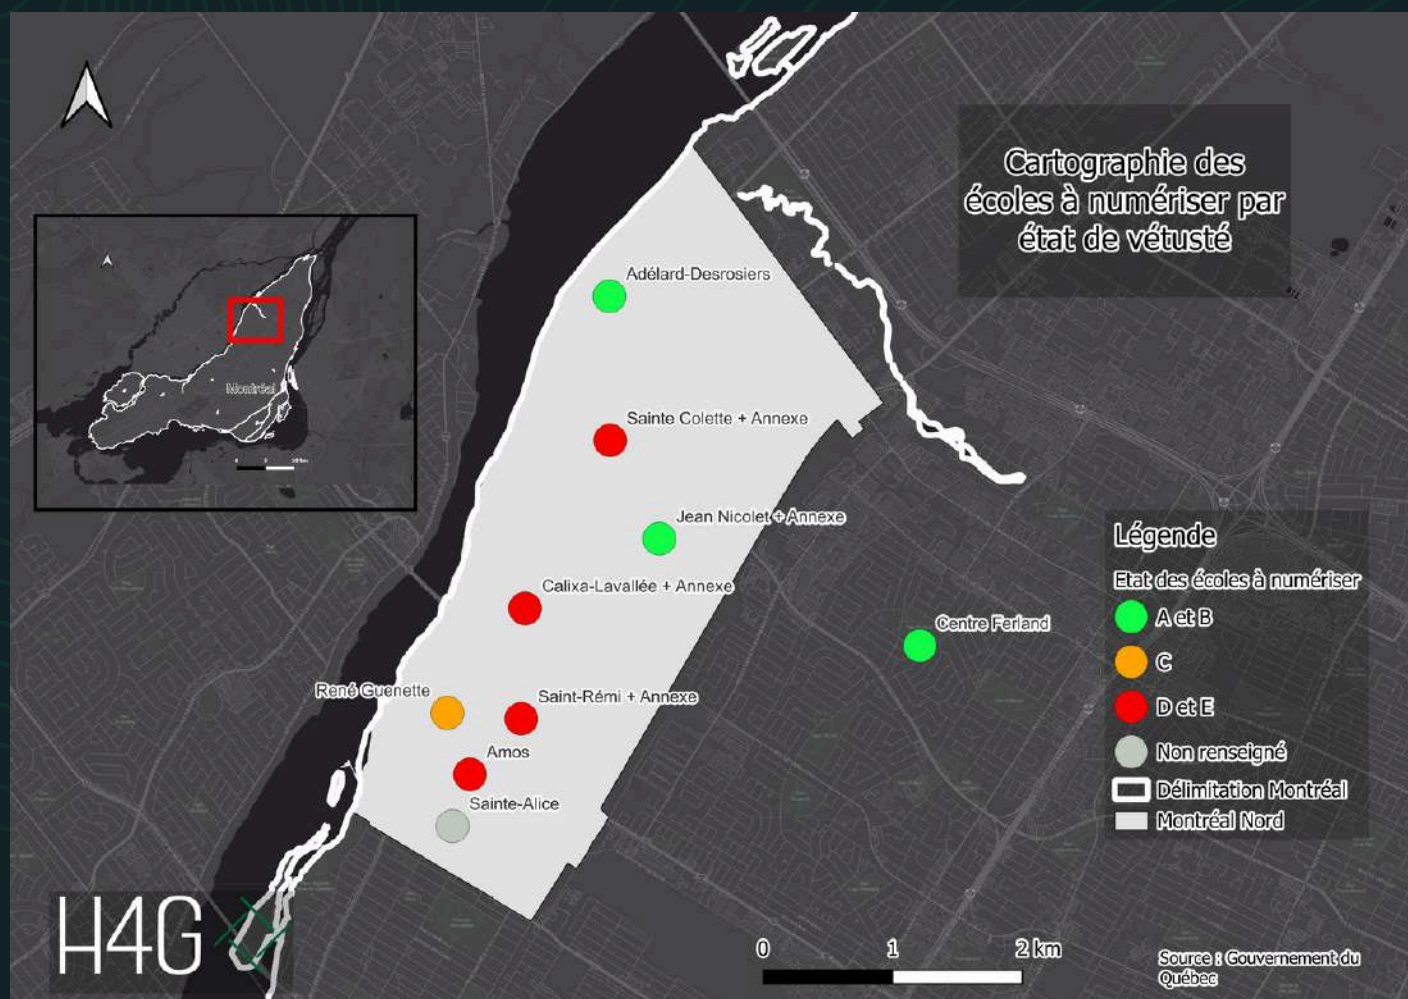 Cartographie des
écoles à numériser par
état de vétusté
Montréal
Adélard-Desrosiers
Sainte Colette + Annexe
Jean Nicolet + Annexe
Calixa-Lavallée + Annexe
Centre Ferland
René Guenette
Saint-Rémi + Annexe
Amos
Sainte-Alice
Légende
Etat des écoles à numériser
A et B
C
D et E
Non renseigné
Délimitation Montréal
Montréal Nord
H4G
0 1 2 km
Source : Gouvernement du
Québec